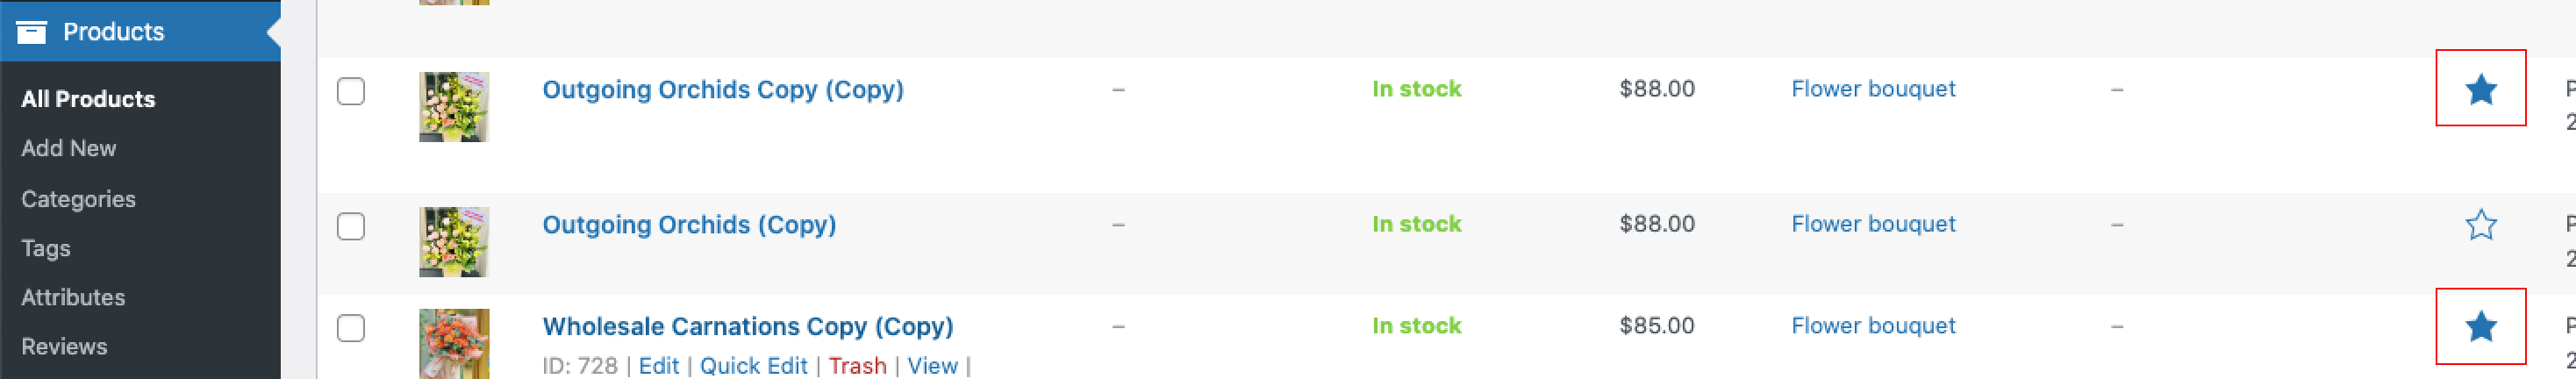 Products
All Products
Add New
Categories
Tags
Attributes
Reviews
Outgoing Orchids Copy (Copy) – In stock $88.00 Flower bouquet –
Outgoing Orchids (Copy) – In stock $88.00 Flower bouquet –
Wholesale Carnations Copy (Copy) – In stock $85.00 Flower bouquet –
ID: 728 | Edit | Quick Edit | Trash | View |